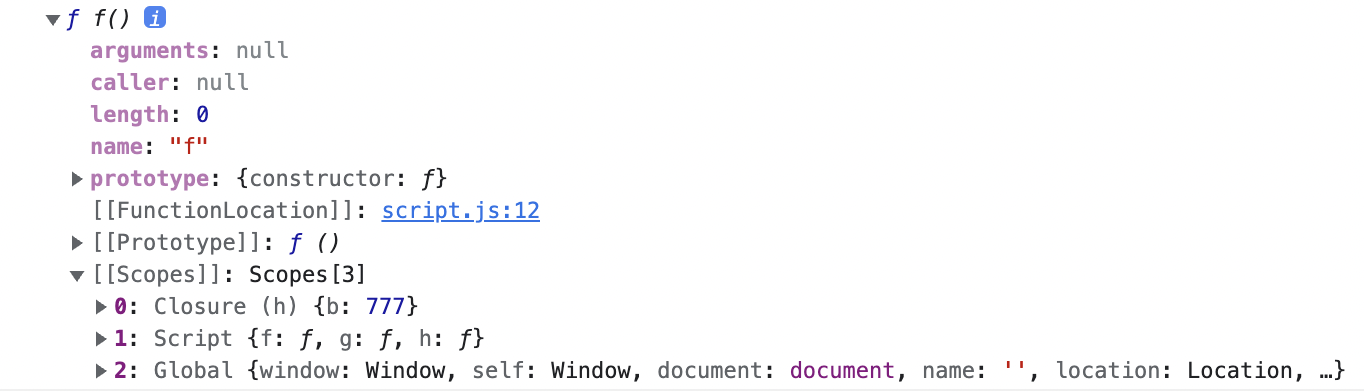 ▼ƒ f() i
arguments: null
caller: null
length: 0
name: "f"
▶prototype: {constructor: ƒ}
[[FunctionLocation]]: script.js:12
▶[[Prototype]]: ƒ ()
▼[[Scopes]]: Scopes[3]
▶0: Closure (h) {b: 777}
▶1: Script {f: ƒ, g: ƒ, h: ƒ}
▶2: Global {window: Window, self: Window, document: document, name: '', location: Location, …}